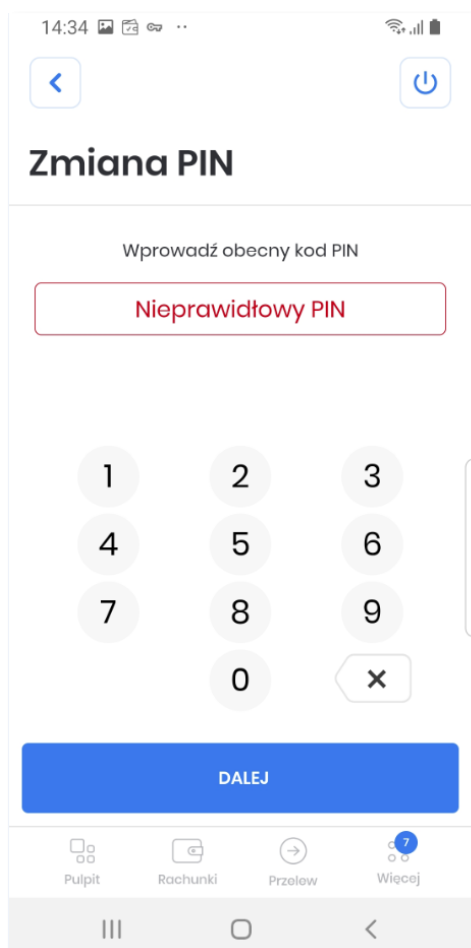 14:34
Zmiana PIN
Wprowadź obecny kod PIN
Nieprawidłowy PIN
1 2 3
4 5 6
7 8 9
0
DALEJ
7
Pulpit Rachunki Przelew Więcej